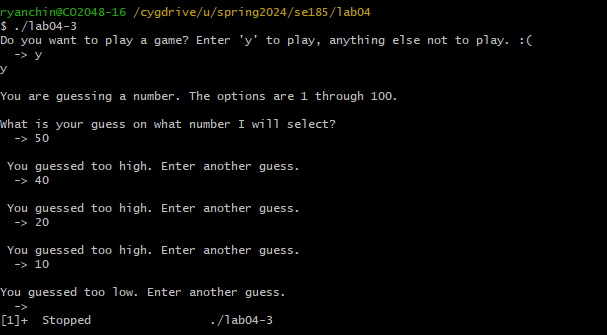 ryanchin@CO2048-16 /cygdrive/u/spring2024/se185/lab04
$ ./lab04-3
Do you want to play a game? Enter 'y' to play, anything else not to play. :(
-> y
y
You are guessing a number. The options are 1 through 100.
What is your guess on what number I will select?
-> 50
You guessed too high. Enter another guess.
-> 40
You guessed too high. Enter another guess.
-> 20
You guessed too high. Enter another guess.
-> 10
You guessed too low. Enter another guess.
->
[1]+  Stopped                 ./lab04-3